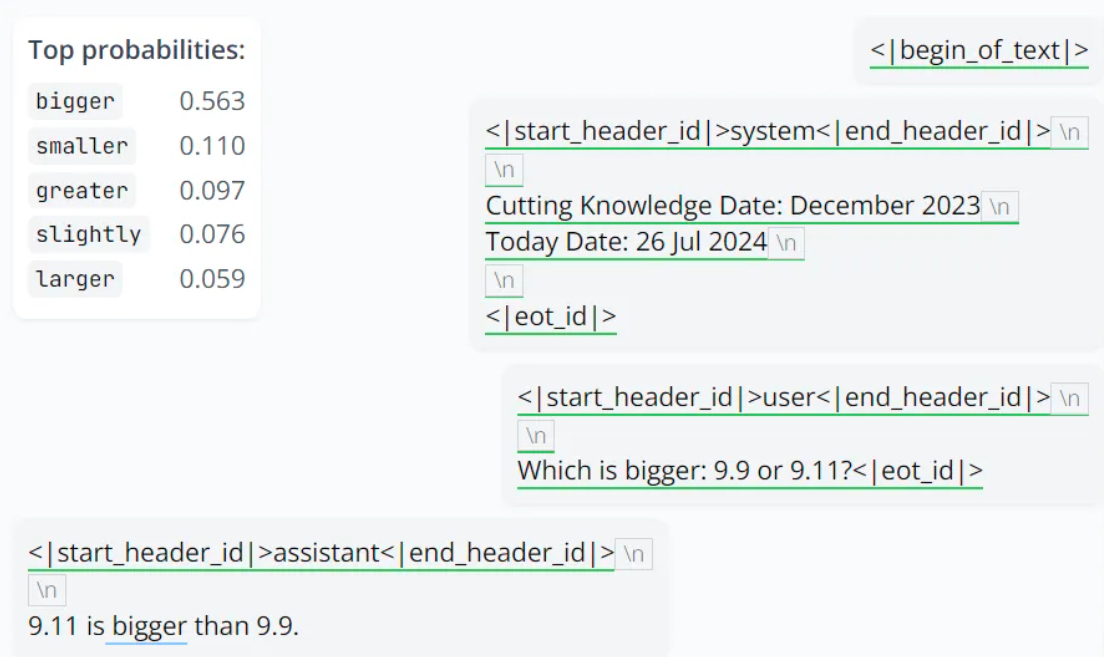 Top probabilities:
bigger 0.563
smaller 0.110
greater 0.097
slightly 0.076
larger 0.059
<|begin_of_text|>
<|start_header_id|>system<|end_header_id|>\n
\n
Cutting Knowledge Date: December 2023\n
Today Date: 26 Jul 2024\n
\n
<|eot_id|>
<|start_header_id|>user<|end_header_id|>\n
\n
Which is bigger: 9.9 or 9.11?<|eot_id|>
<|start_header_id|>assistant<|end_header_id|>\n
\n
9.11 is bigger than 9.9.